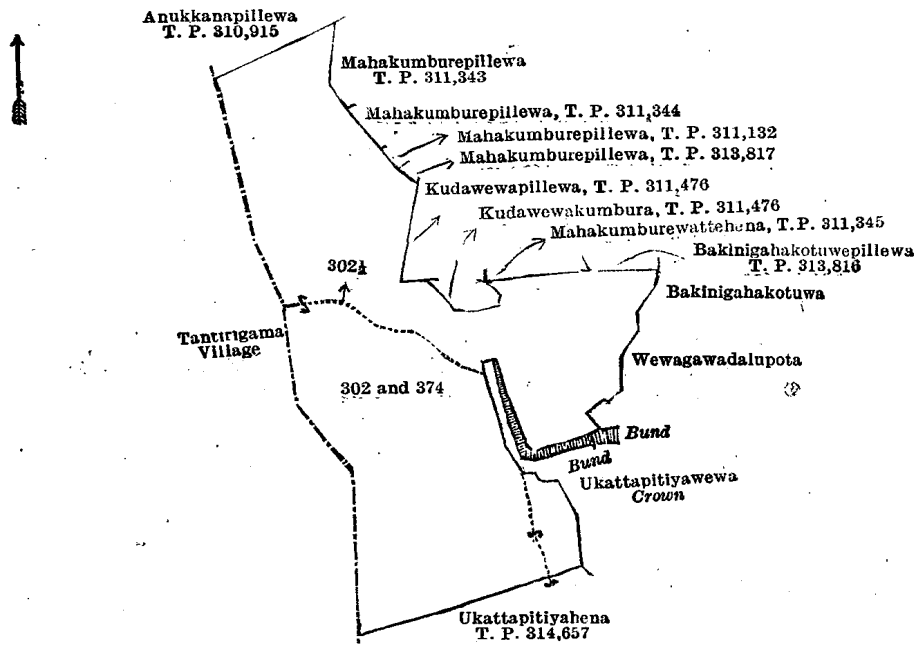 Anukkanapillewa
T. P. 310,915
Mahakumburepillewa
T. P. 311,343
Mahakumburepillewa, T. P. 311,344
Mahakumburepillewa, T. P. 311,132
Mahakumburepillewa, T. P. 313,817
Kudawewapillewa, T. P. 311,476
Kudawewakumbura, T. P. 311,476
Mahakumburewattehena, T.P. 311,345
Bakinigahakotuwepillewa
T. P. 313,816
302½
Bakinigahakotuwa
Tantirigama
Village
Wewagawadalupota
302 and 374
Bund
Bund
Ukattapitiyawewa
Crown
Ukattapitiyahena
T. P. 314,657